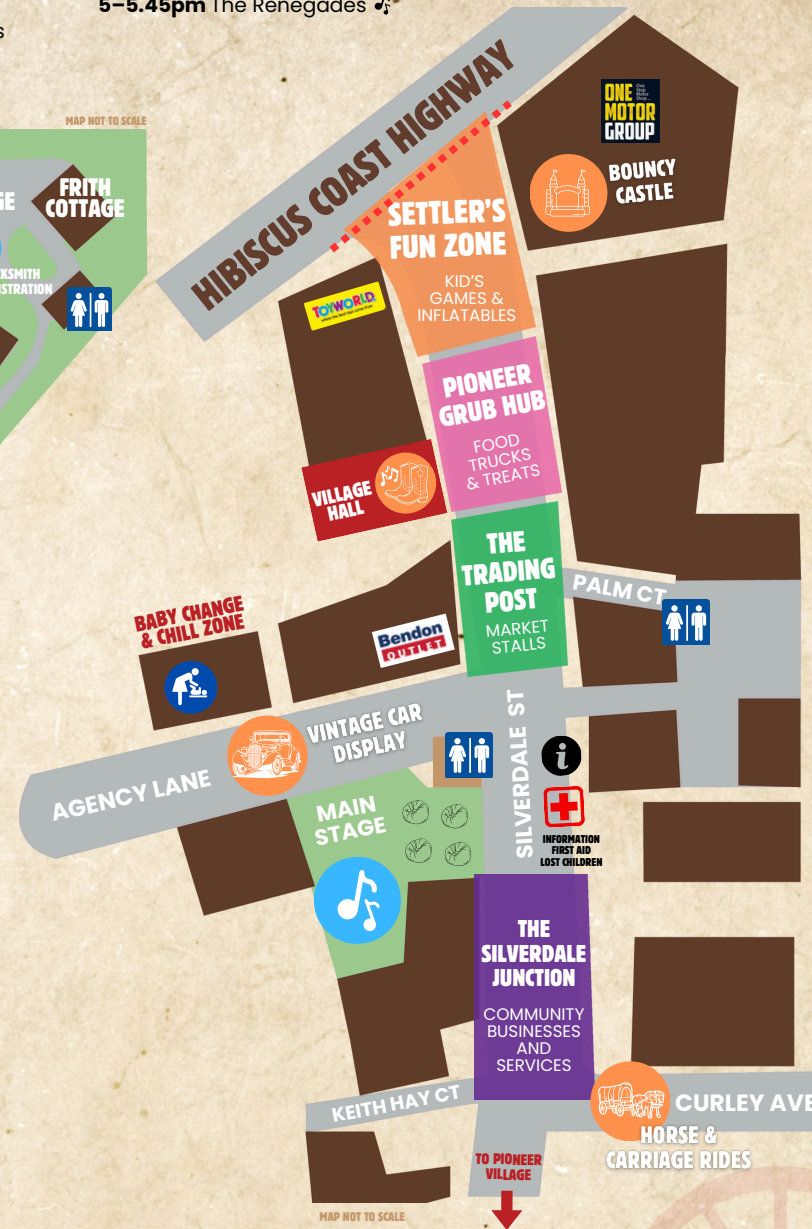 5–5.45pm The Renegades
MAP NOT TO SCALE
FRITH
COTTAGE
HIBISCUS COAST HIGHWAY
ONE
MOTOR
GROUP
One
Stop
Motor
Shop
BOUNCY
CASTLE
SETTLER'S
FUN ZONE
KID'S
GAMES &
INFLATABLES
TOYWORLD
PIONEER
GRUB HUB
FOOD
TRUCKS
& TREATS
VILLAGE
HALL
THE
TRADING
POST
MARKET
STALLS
PALM CT
BABY CHANGE
& CHILL ZONE
Bendon
OUTLET
VINTAGE CAR
DISPLAY
AGENCY LANE
MAIN
STAGE
SILVERDALE ST
i
INFORMATION
FIRST AID
LOST CHILDREN
THE
SILVERDALE
JUNCTION
COMMUNITY
BUSINESSES
AND
SERVICES
KEITH HAY CT
CURLEY AVE
HORSE &
CARRIAGE RIDES
TO PIONEER
VILLAGE
MAP NOT TO SCALE